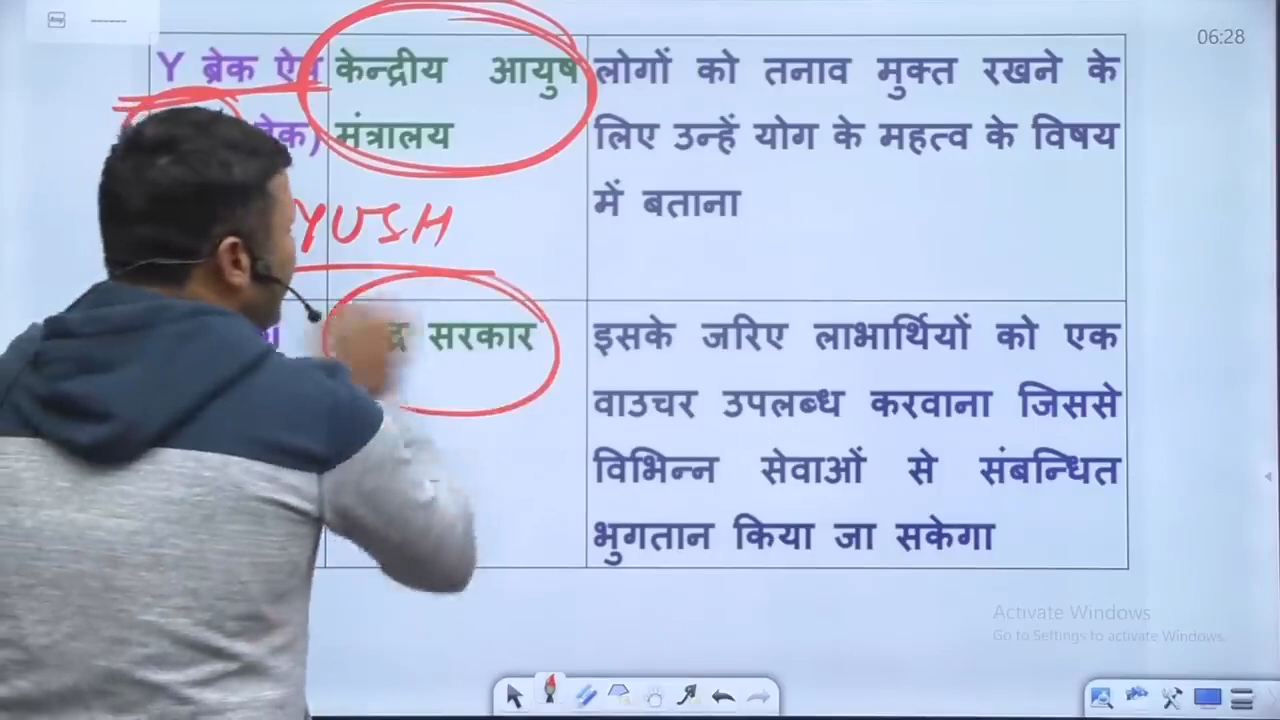 06:28
Y ब्रेक ऐप
केन्द्रीय आयुष
मंत्रालय
लोगों को तनाव मुक्त रखने के
लिए उन्हें योग के महत्व के विषय
में बताना
YUSH
सरकार
इसके जरिए लाभार्थियों को एक
वाउचर उपलब्ध करवाना जिससे
विभिन्न सेवाओं से संबन्धित
भुगतान किया जा सकेगा
Activate Windows
Go to Settings to activate Windows.